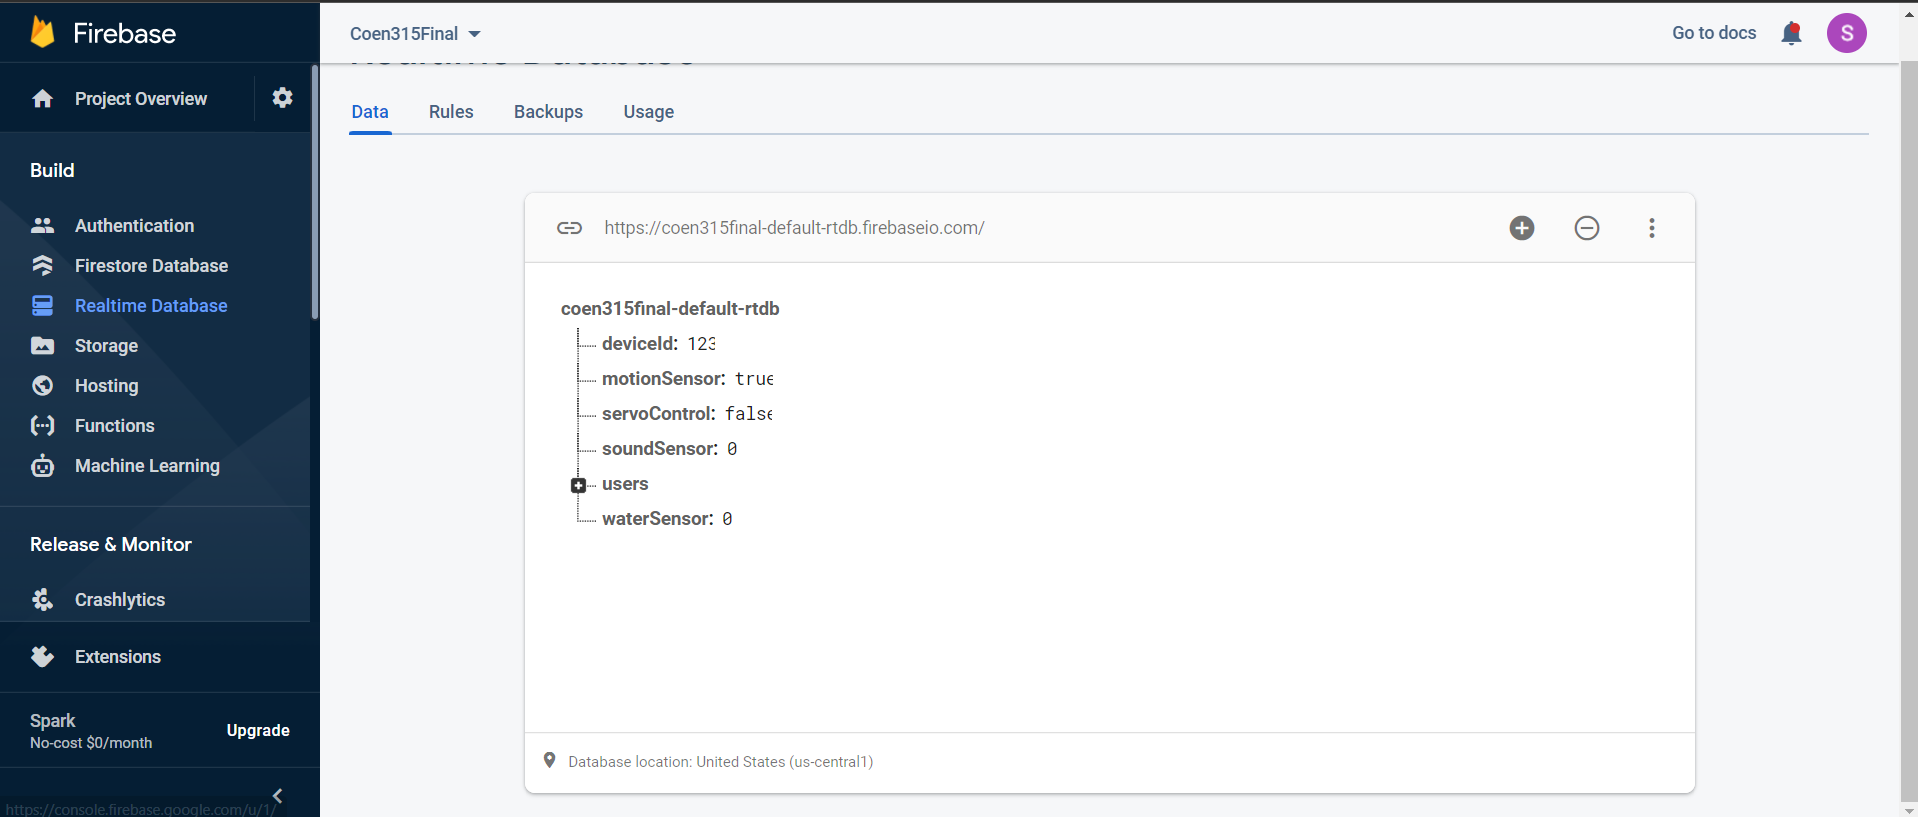 Firebase
Project Overview
Build
Authentication
Firestore Database
Realtime Database
Storage
Hosting
Functions
Machine Learning
Release & Monitor
Crashlytics
Extensions
Spark
No-cost $0/month
Upgrade
https://console.firebase.google.com/u/1/
Coen315Final
Go to docs
S
Data Rules Backups Usage
https://coen315final-default-rtdb.firebaseio.com/
coen315final-default-rtdb
deviceId: 123
motionSensor: true
servoControl: false
soundSensor: 0
users
waterSensor: 0
Database location: United States (us-central1)